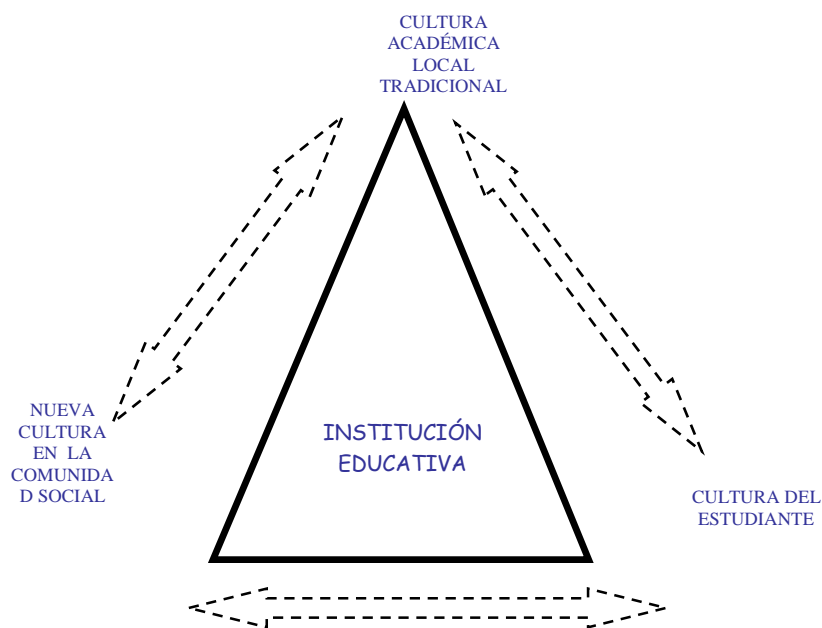 CULTURA
ACADÉMICA
LOCAL
TRADICIONAL
NUEVA
CULTURA
EN LA
COMUNIDA
D SOCIAL
INSTITUCIÓN
EDUCATIVA
CULTURA DEL
ESTUDIANTE